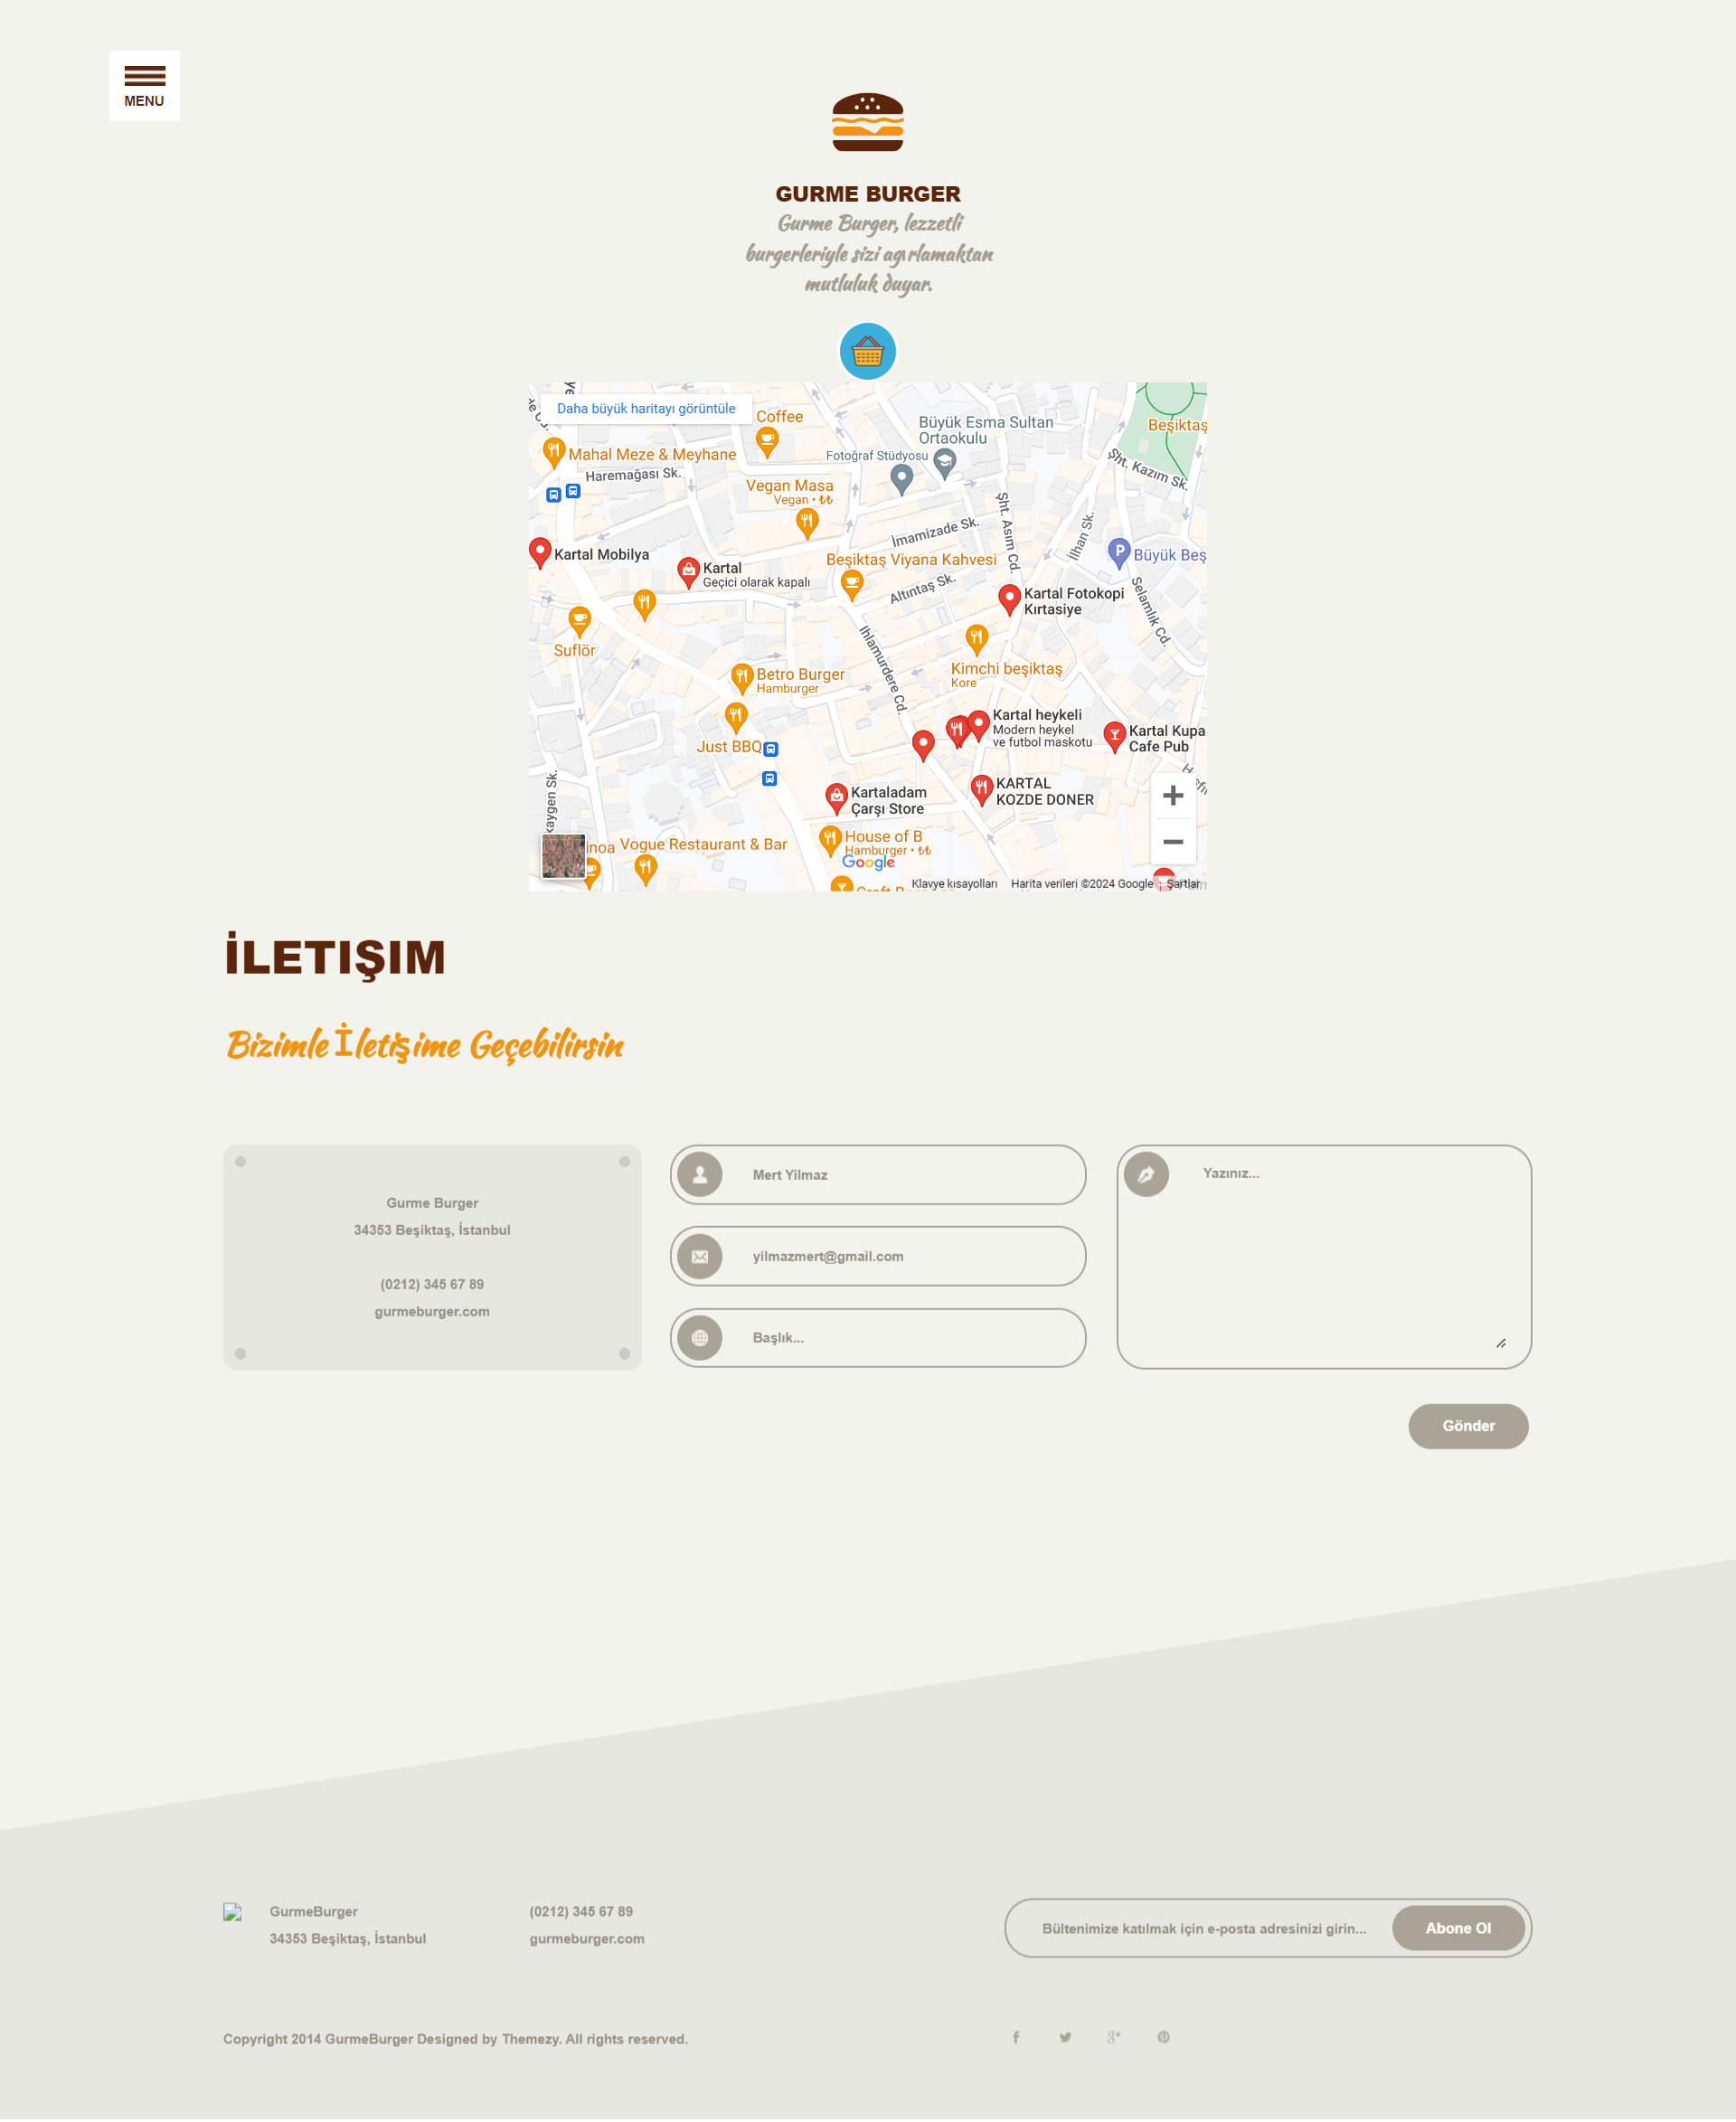 MENU
GURME BURGER
Gurme Burger, lezzetli
burgerleriyle sizi agırlamaktan
mutluluk duyar.
Daha büyük haritayı görüntüle
Coffee
Büyük Esma Sultan
Ortaokulu
Beşiktaş
Mahal Meze & Meyhane
Fotoğraf Stüdyosu
Haremağası Sk.
Şht. Kazım Sk.
Vegan Masa
Vegan • ₺₺
Şht. Asım Cd.
İmamizade Sk.
İlhan Sk.
Kartal Mobilya
Büyük Beş
Beşiktaş Viyana Kahvesi
Kartal
Geçici olarak kapalı
Altıntaş Sk.
Selamlık Cd.
Kartal Fotokopi
Kırtasiye
Suflör
Ihlamurdere Cd.
Kimchi beşiktaş
Kore
Betro Burger
Hamburger
Kartal heykeli
Modern heykel
ve futbol maskotu
Kartal Kupa
Cafe Pub
Just BBQ
KARTAL
KOZDE DONER
Kartaladam
Çarşı Store
kaygen Sk.
House of B
Hamburger • ₺₺
inoa
Vogue Restaurant & Bar
Google
Klavye kısayolları
Harita verileri ©2024 Google
Şartlar
İLETIŞIM
Bizimle İletişime Geçebilirsin
Gurme Burger
34353 Beşiktaş, İstanbul
(0212) 345 67 89
gurmeburger.com
Mert Yilmaz
yilmazmert@gmail.com
Başlık...
Yazınız...
Gönder
GurmeBurger
34353 Beşiktaş, İstanbul
(0212) 345 67 89
gurmeburger.com
Bültenimize katılmak için e-posta adresinizi girin...
Abone Ol
Copyright 2014 GurmeBurger Designed by Themezy. All rights reserved.